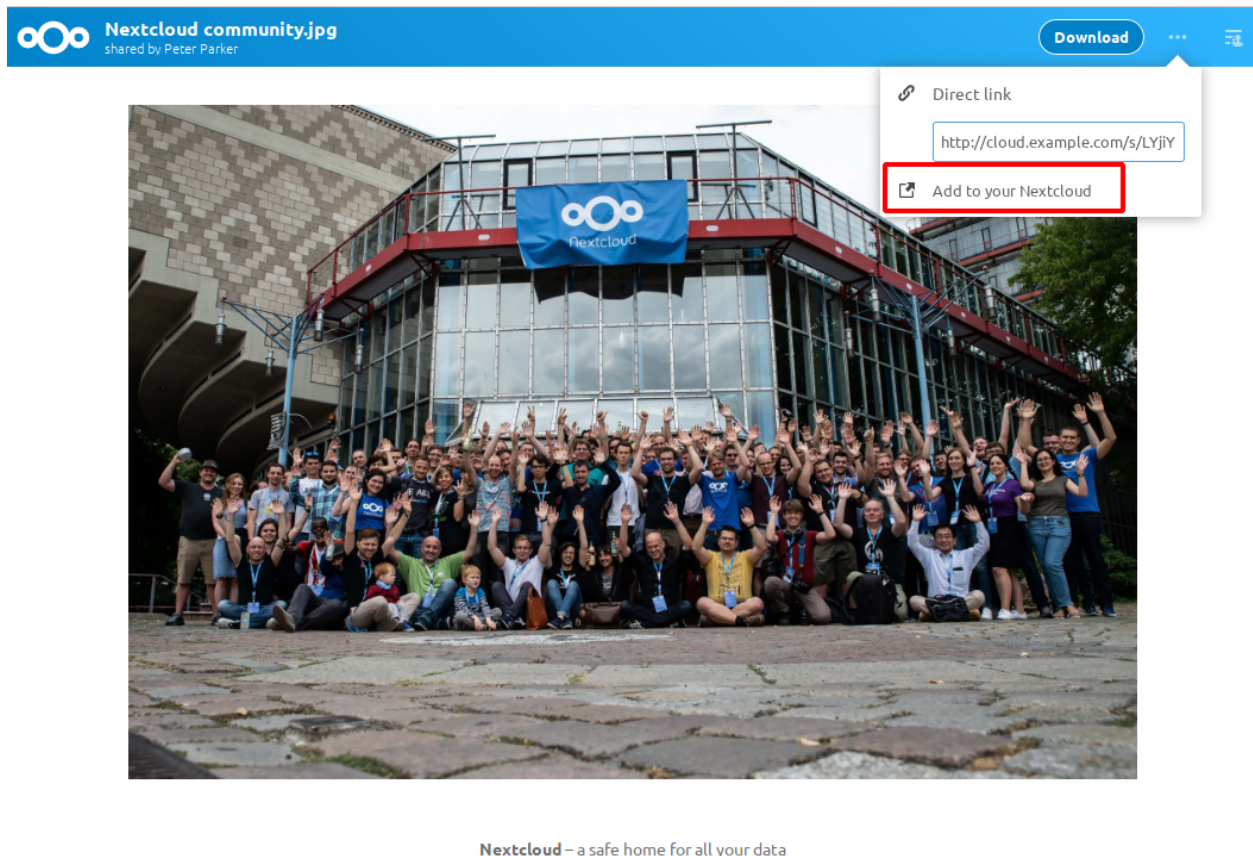 Nextcloud community.jpg
shared by Peter Parker
Download
Direct link
http://cloud.example.com/s/LYjiY
Add to your Nextcloud
Nextcloud
Nextcloud
Nextcloud – a safe home for all your data